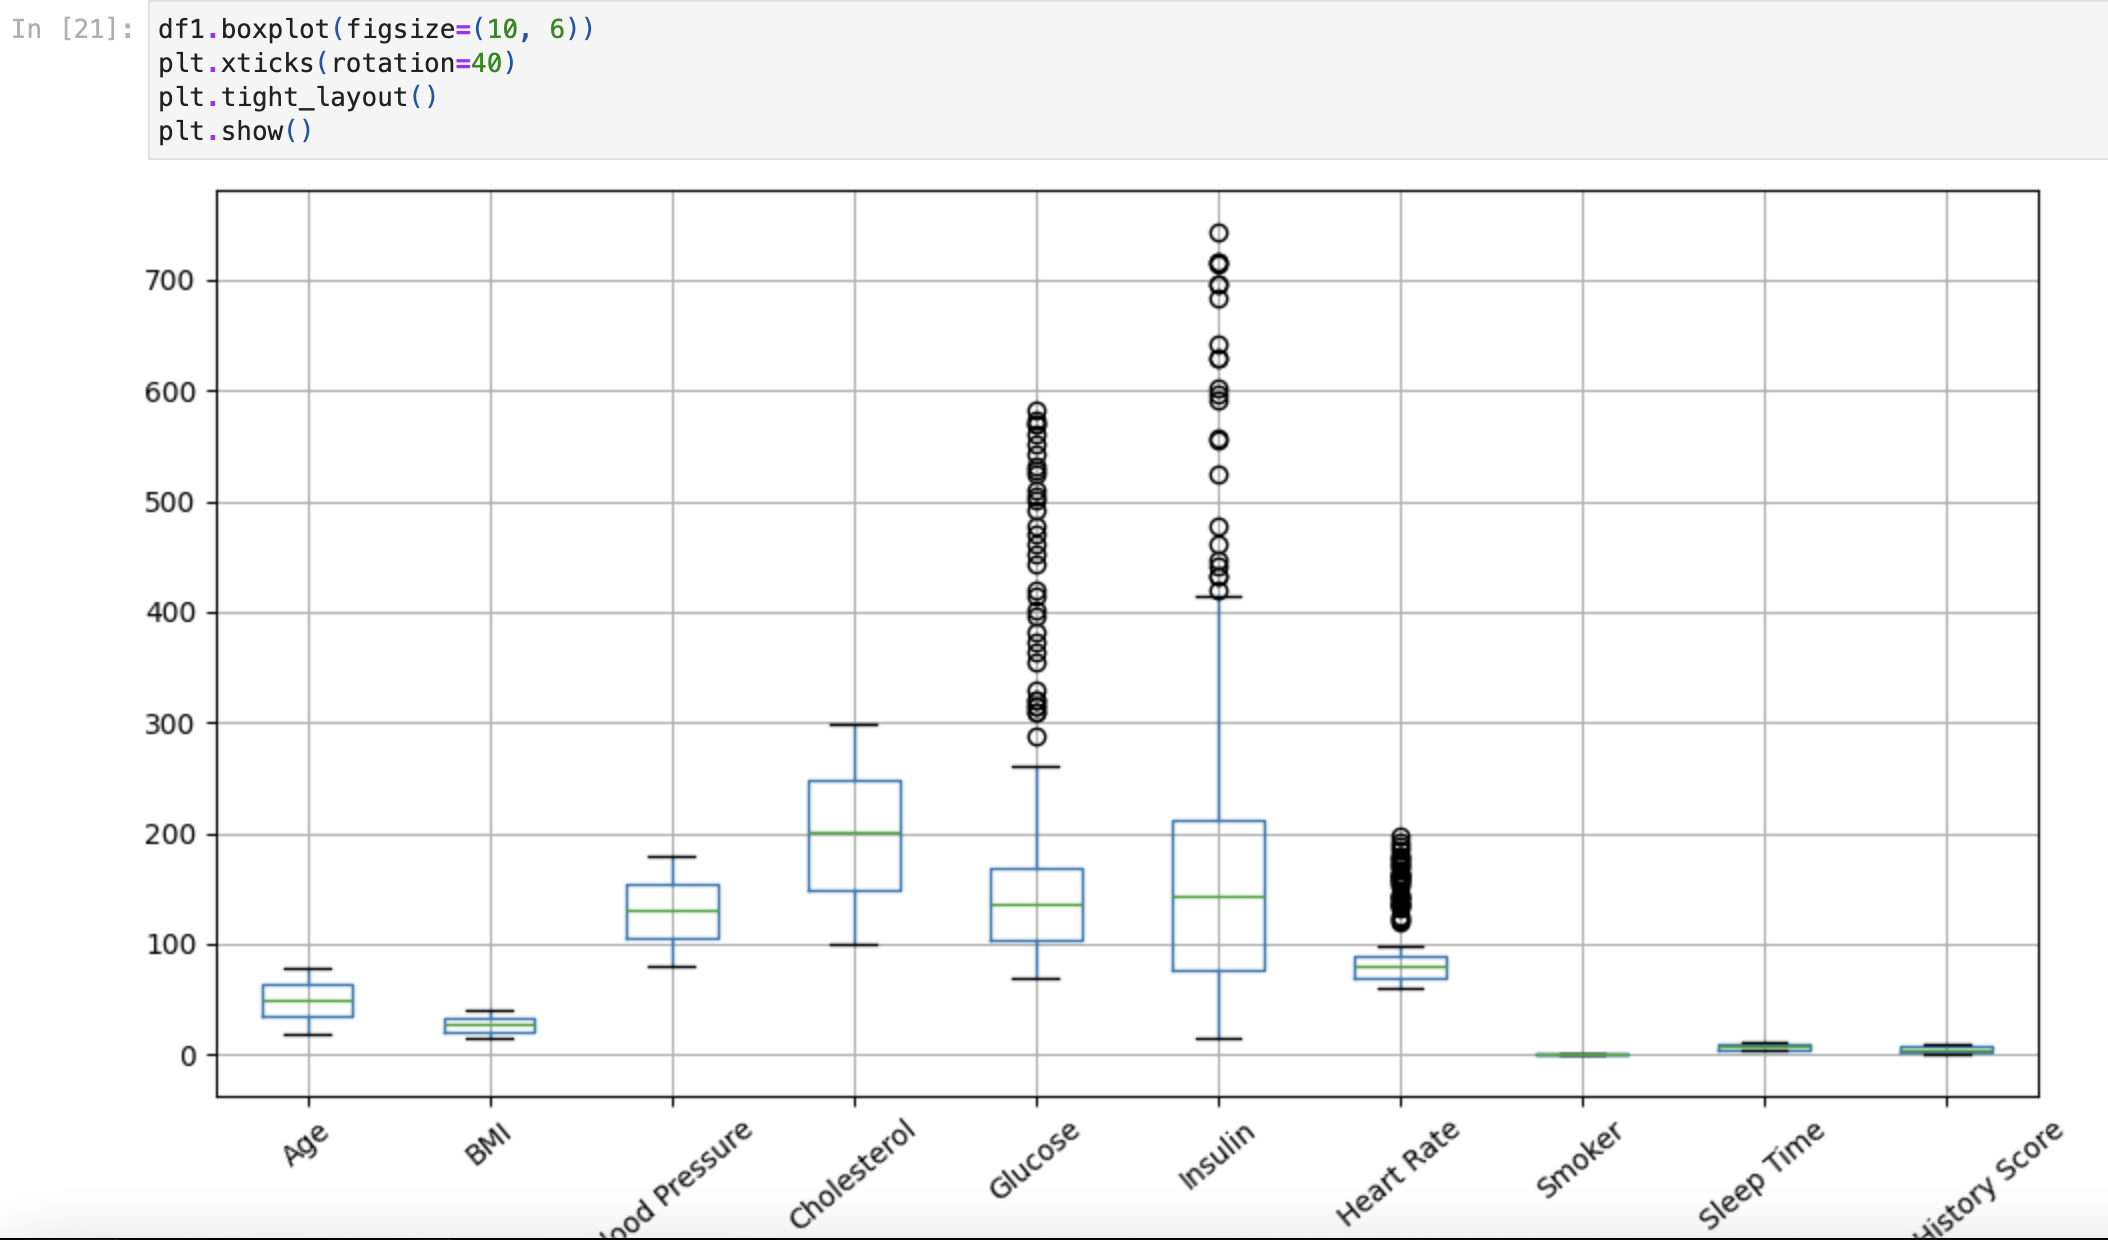 In [21]:
df1.boxplot(figsize=(10, 6))
plt.xticks(rotation=40)
plt.tight_layout()
plt.show()
700
600
500
400
300
200
100
0
Age
BMI
lood Pressure
Cholesterol
Glucose
Insulin
Heart Rate
Smoker
Sleep Time
History Score